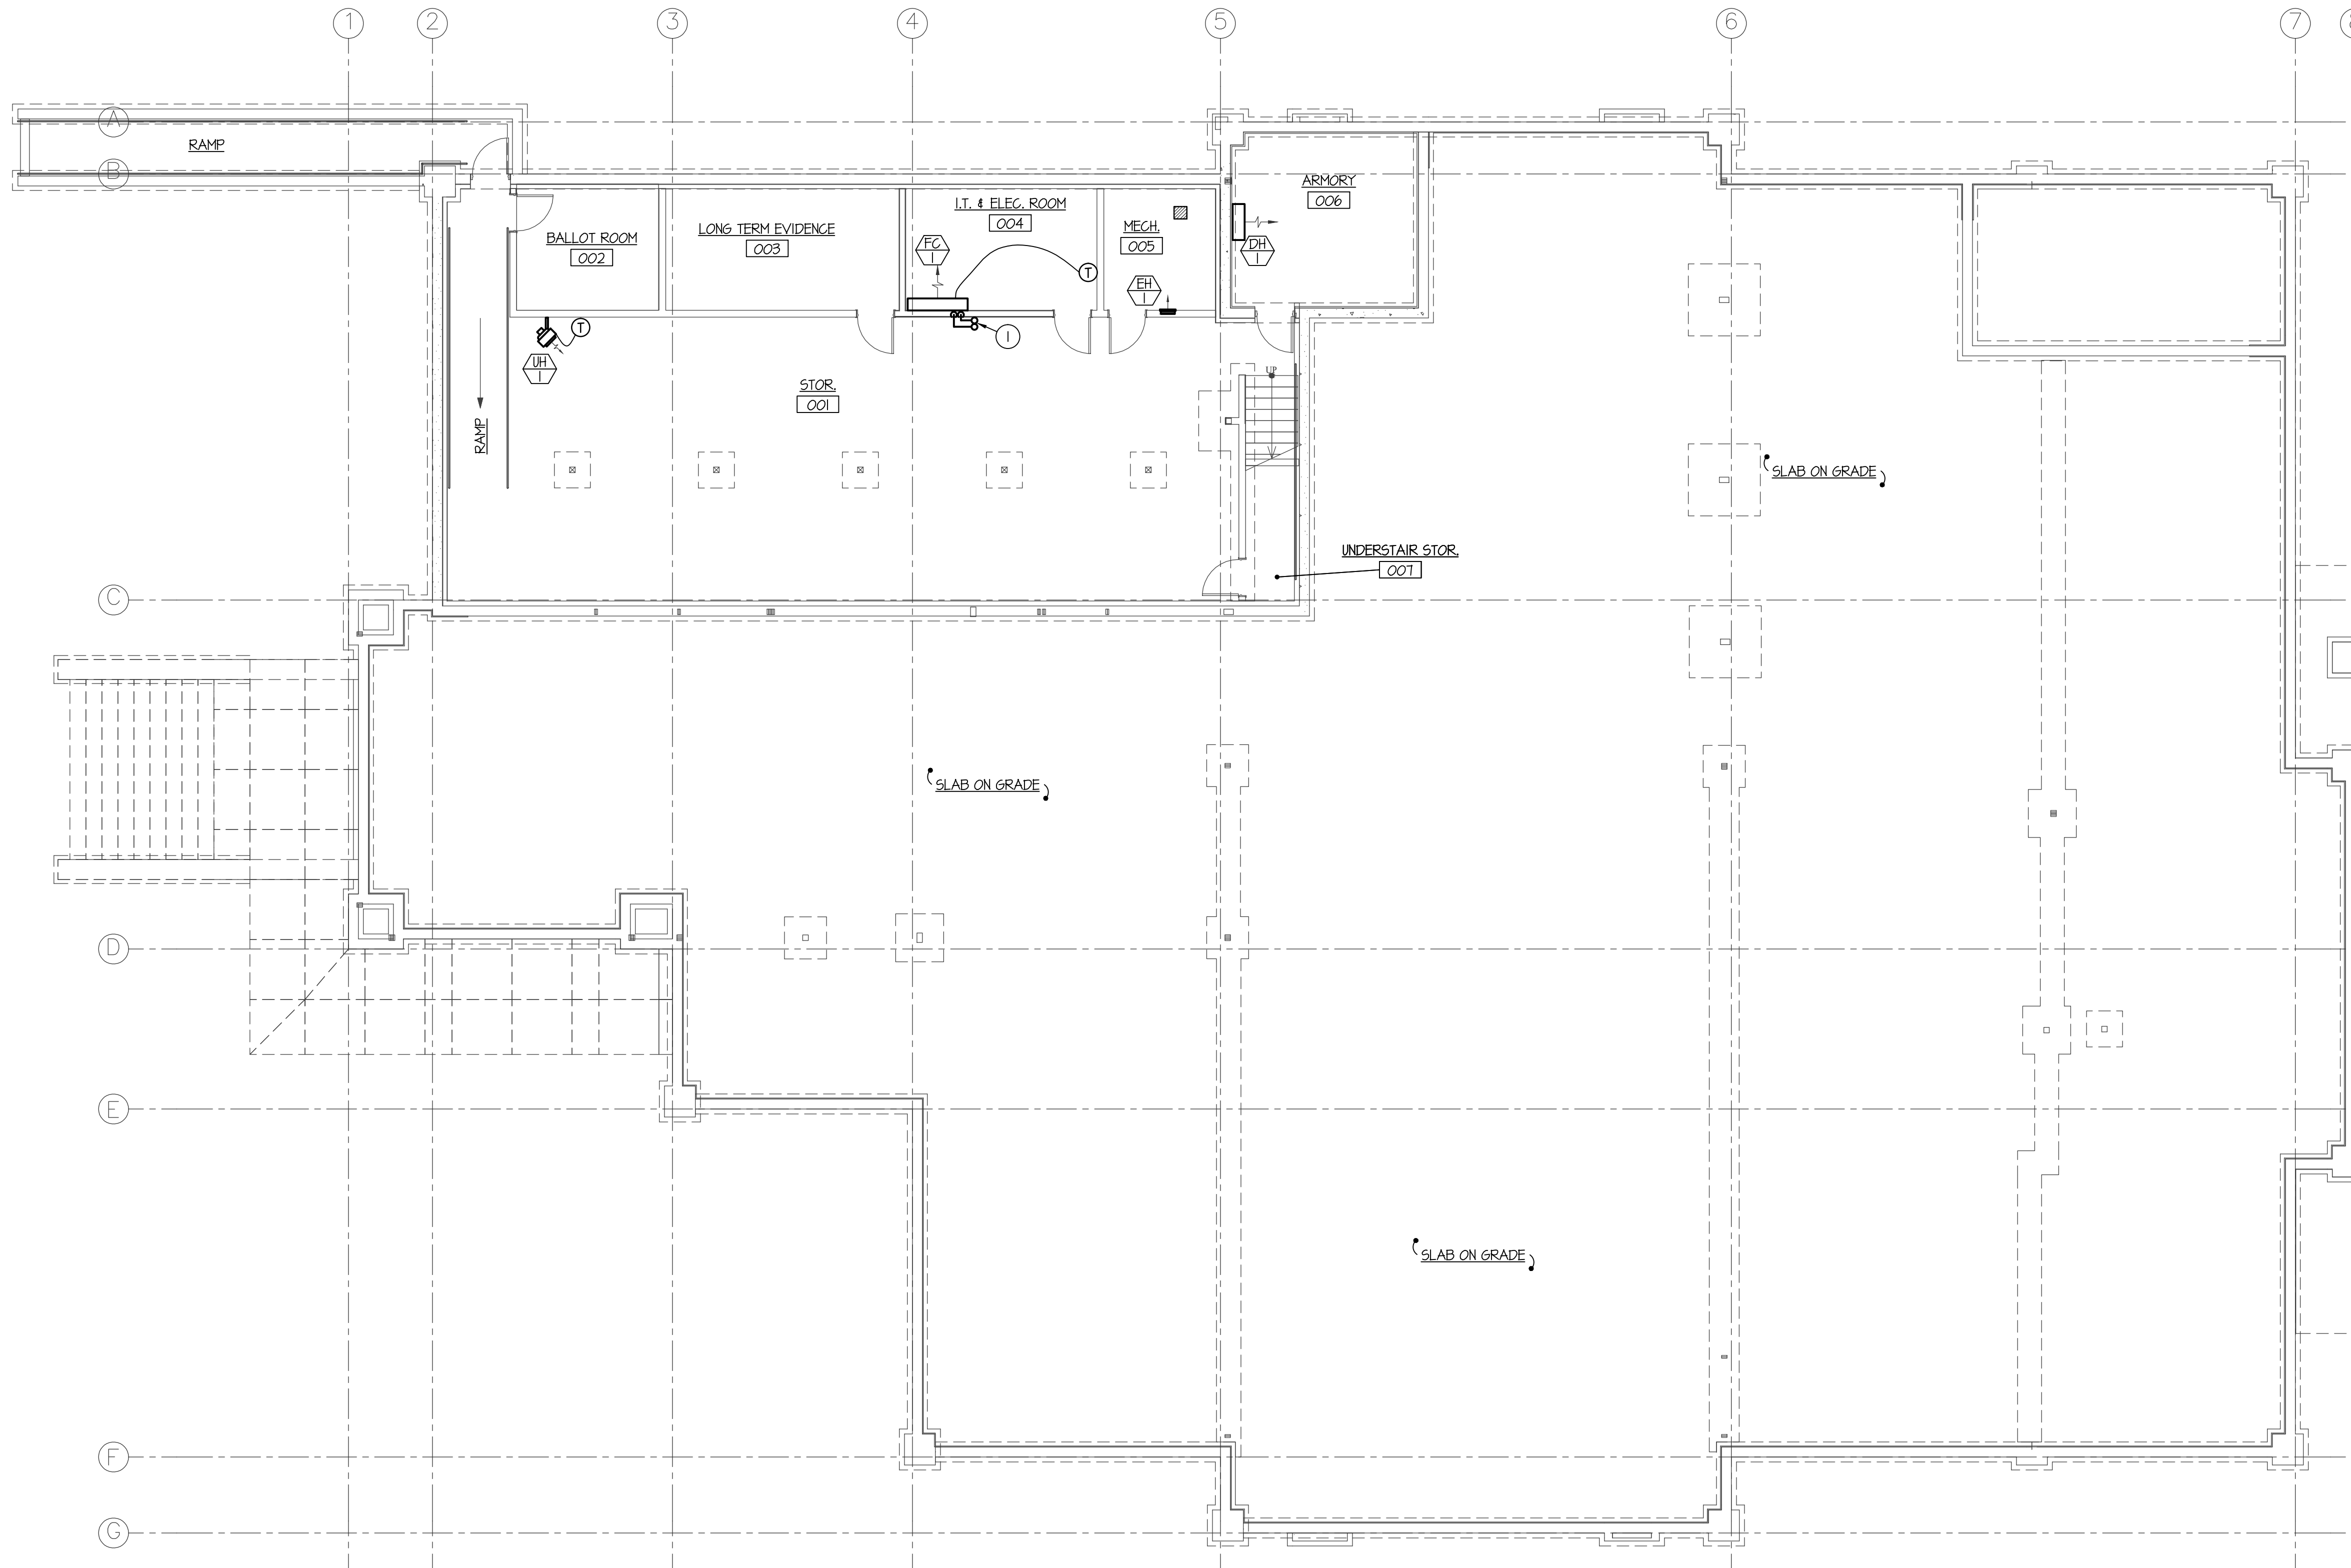 1
2
3
4
5
6
7
A
RAMP
B
ARMORY
006
I.T. & ELEC. ROOM
004
LONG TERM EVIDENCE
003
MECH.
005
BALLOT ROOM
002
FC
1
DH
1
T
EH
1
T
1
UH
1
UP
STOR.
001
RAMP
SLAB ON GRADE
UNDERSTAIR STOR.
007
C
SLAB ON GRADE
D
E
SLAB ON GRADE
F
G